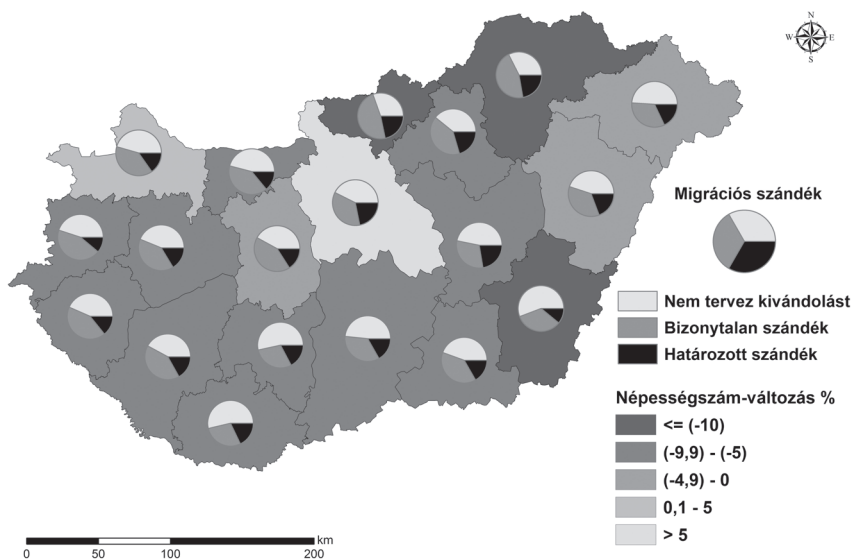 N
W E
S
Migrációs szándék
Nem tervez kivándolást
Bizonytalan szándék
Határozott szándék
Népességszám-változás %
<= (-10)
(-9,9) - (-5)
(-4,9) - 0
0,1 - 5
> 5
km
0 50 100 200